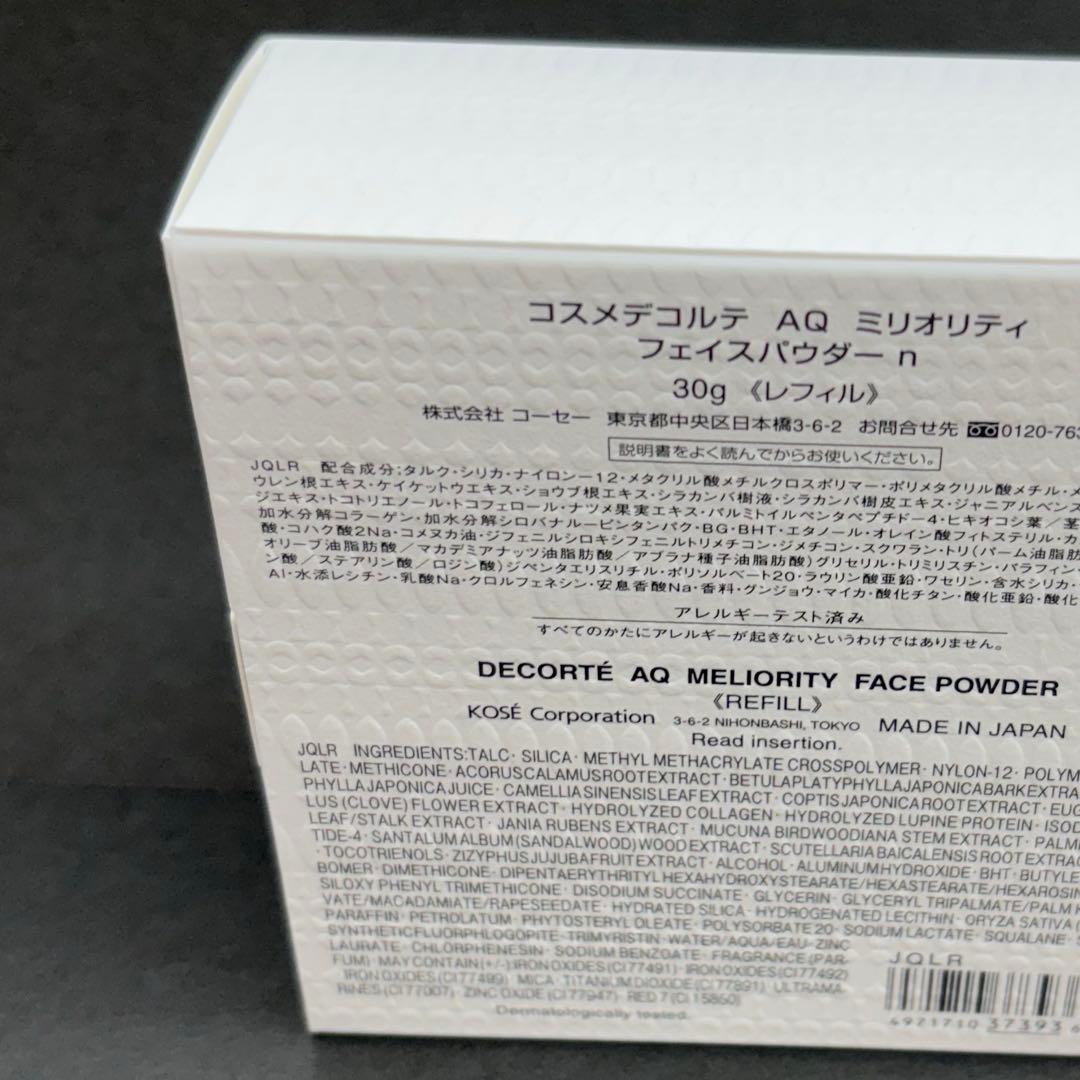 コスメデコルテ AQ ミリオリティ
フェイスパウダー n
30g 《レフィル》
株式会社 コーセー 東京都中央区日本橋3-6-2 お問合せ先 0120-763
説明書をよく読んでからお使いください。
JQLR 配合成分:タルク・シリカ・ナイロン-12・メタクリル酸メチルクロスポリマー・ポリメタクリル酸メチル・メ
ウレン根エキス・ケイケットウエキス・ショウブ根エキス・シラカンバ樹液・シラカンバ樹皮エキス・ジャニアルベンス
ジエキス・トコトリエノール・トコフェロール・ナツメ果実エキス・パルミトイルペンタペプチド-4・ヒキオコシ葉/茎
加水分解コラーゲン・加水分解シロバナルーピンタンパク・BG・BHT・エタノール・オレイン酸フィトステリル・カ
酸・コハク酸2Na・コメヌカ油・ジフェニルシロキシフェニルトリメチコン・ジメチコン・スクワラン・トリ(パーム油脂肪
オリーブ油脂肪酸/マカデミアナッツ油脂肪酸/アブラナ種子油脂肪酸)グリセリル・トリミリスチン・パラフィン・
ン酸/ステアリン酸/ロジン酸)ジペンタエリスリチル・ポリソルベート20・ラウリン酸亜鉛・ワセリン・含水シリカ・
Al・水添レシチン・乳酸Na・クロルフェネシン・安息香酸Na・香料・グンジョウ・マイカ・酸化チタン・酸化亜鉛・酸化
アレルギーテスト済み
すべてのかたにアレルギーが起きないというわけではありません。
DECORTÉ AQ MELIORITY FACE POWDER
《REFILL》
KOSÉ Corporation 3-6-2 NIHONBASHI, TOKYO MADE IN JAPAN
Read insertion.
JQLR INGREDIENTS:TALC・SILICA・METHYL METHACRYLATE CROSSPOLYMER・NYLON-12・POLYM
LATE・METHICONE・ACORUS CALAMUS ROOT EXTRACT・BETULA PLATYPHYLLA JAPONICA BARK EXTRA
PHYLLA JAPONICA JUICE・CAMELLIA SINENSIS LEAF EXTRACT・COPTIS JAPONICA ROOT EXTRACT・EUG
LUS (CLOVE) FLOWER EXTRACT・HYDROLYZED COLLAGEN・HYDROLYZED LUPINE PROTEIN・ISOD
LEAF/STALK EXTRACT・JANIA RUBENS EXTRACT・MUCUNA BIRDWOODIANA STEM EXTRACT・PALM
TIDE-4・SANTALUM ALBUM (SANDALWOOD) WOOD EXTRACT・SCUTELLARIA BAICALENSIS ROOT EXTRAC
・TOCOTRIENOLS・ZIZYPHUS JUJUBA FRUIT EXTRACT・ALCOHOL・ALUMINUM HYDROXIDE・BHT・BUTYLE
BOMER・DIMETHICONE・DIPENTAERYTHRITYL HEXAHYDROXYSTEARATE/HEXASTEARATE/HEXAROSIN
SILOXY PHENYL TRIMETHICONE・DISODIUM SUCCINATE・GLYCERIN・GLYCERYL TRIPALMATE/PALM K
VATE/MACADAMIATE/RAPESEEDATE・HYDRATED SILICA・HYDROGENATED LECITHIN・ORYZA SATIVA (
PARAFFIN・PETROLATUM・PHYTOSTERYL OLEATE・POLYSORBATE 20・SODIUM LACTATE・SQUALANE・S
SYNTHETIC FLUORPHLOGOPITE・TRIMYRISTIN・WATER/AQUA/EAU・ZINC
LAURATE・CHLORPHENESIN・SODIUM BENZOATE・FRAGRANCE (PAR-
FUM)・MAY CONTAIN (+/-):IRON OXIDES (CI 77491)・IRON OXIDES (CI 77492)
・IRON OXIDES (CI 77499)・MICA・TITANIUM DIOXIDE (CI 77891)・ULTRAMA-
RINES (CI 77007)・ZINC OXIDE (CI 77947)・RED 7 (CI 15850)
Dermatologically tested.
JQLR
4971710 37393